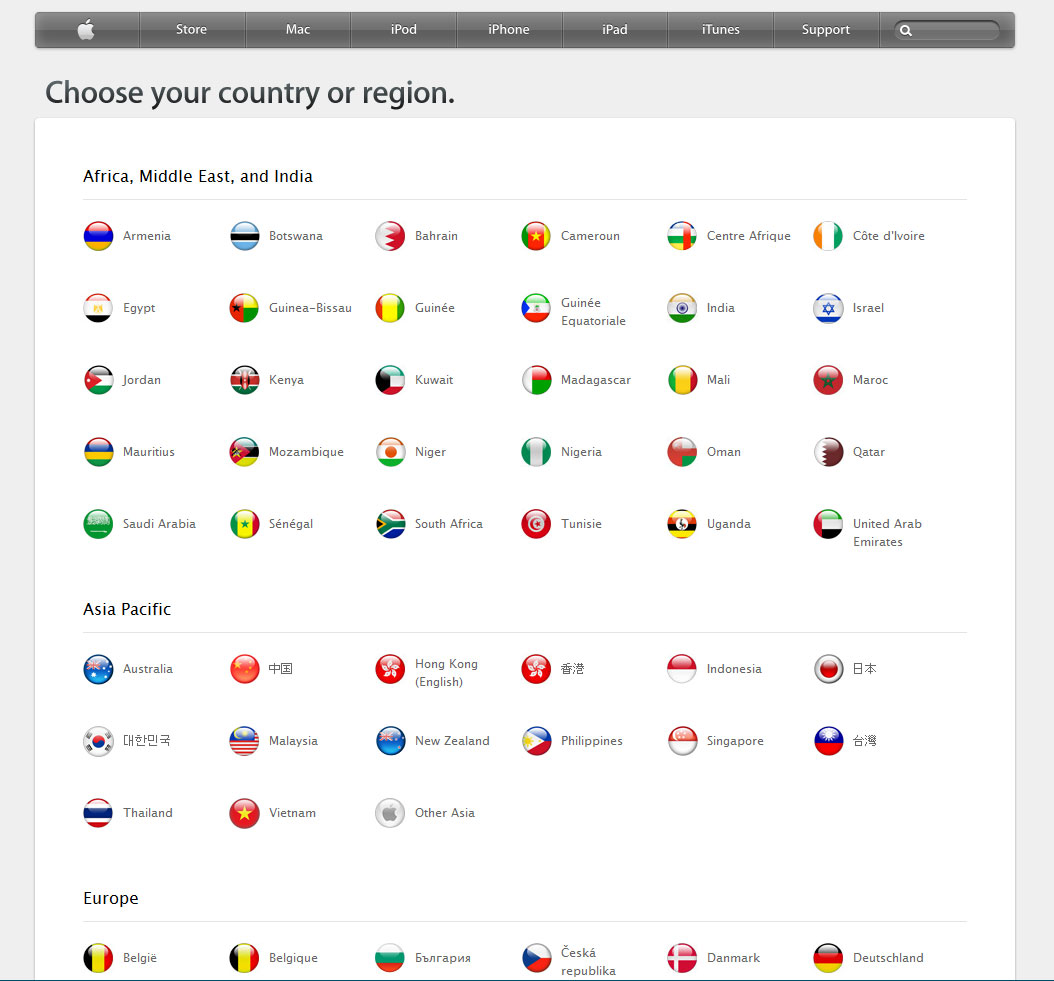 Store
Mac
iPod
iPhone
iPad
iTunes
Support
Choose your country or region.
Africa, Middle East, and India
Armenia
Botswana
Bahrain
Cameroun
Centre Afrique
Côte d'Ivoire
Egypt
Guinea-Bissau
Guinée
Guinée
Equatoriale
India
Israel
Jordan
Kenya
Kuwait
Madagascar
Mali
Maroc
Mauritius
Mozambique
Niger
Nigeria
Oman
Qatar
Saudi Arabia
Sénégal
South Africa
Tunisie
Uganda
United Arab
Emirates
Asia Pacific
Australia
中国
Hong Kong
(English)
香港
Indonesia
日本
대한민국
Malaysia
New Zealand
Philippines
Singapore
台灣
Thailand
Vietnam
Other Asia
Europe
België
Belgique
България
Česká
republika
Danmark
Deutschland